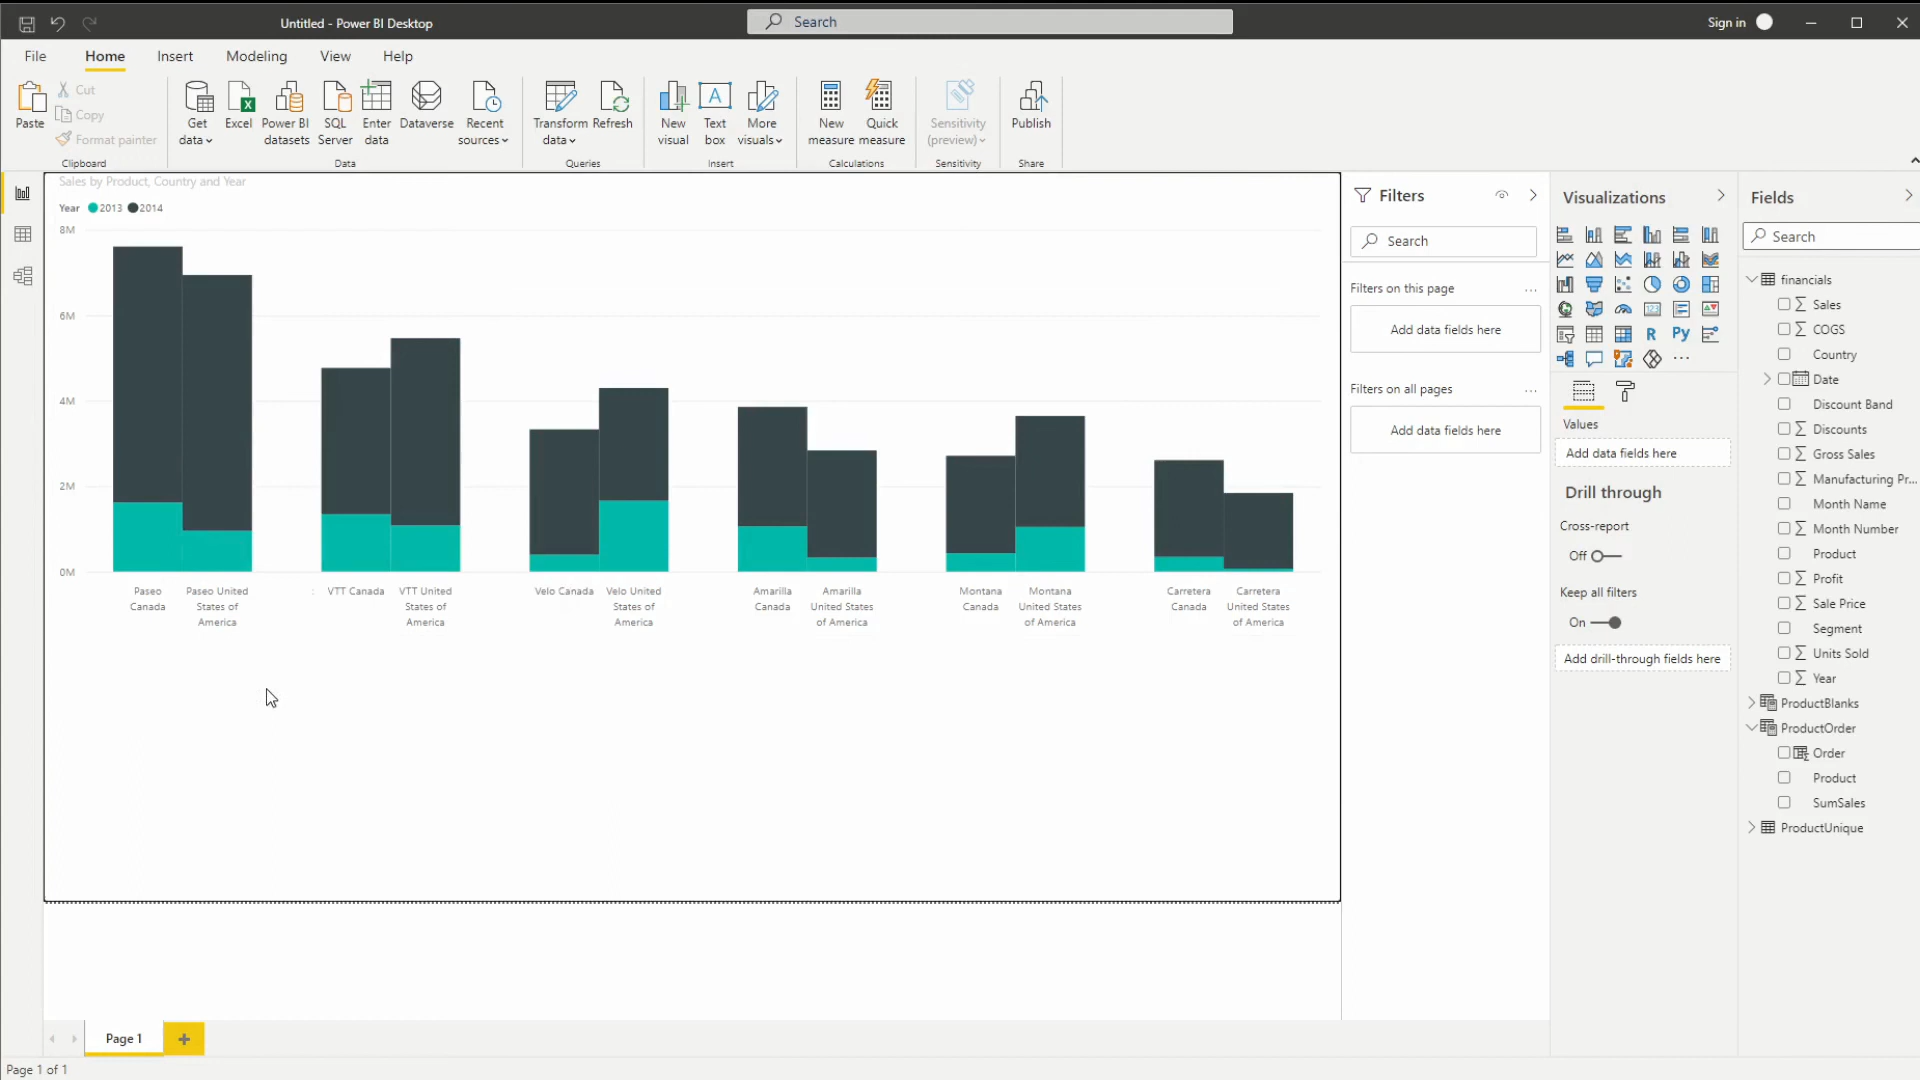 Untitled - Power BI Desktop
Search
Sign in
File Home Insert Modeling View Help
Paste
Cut
Copy
Format painter
Clipboard
Get data
Excel
Power BI datasets
SQL Server
Enter data
Dataverse
Recent sources
Data
Transform data
Refresh
Queries
New visual
Text box
More visuals
Insert
New measure
Quick measure
Calculations
Sensitivity (preview)
Sensitivity
Publish
Share
Sales by Product, Country and Year
Year 2013 2014
8M
6M
4M
2M
0M
Paseo Canada
Paseo United States of America
VTT Canada
VTT United States of America
Velo Canada
Velo United States of America
Amarilla Canada
Amarilla United States of America
Montana Canada
Montana United States of America
Carretera Canada
Carretera United States of America
Filters
Search
Filters on this page ...
Add data fields here
Filters on all pages ...
Add data fields here
Visualizations
123
R
Py
...
Values
Add data fields here
Drill through
Cross-report
Off
Keep all filters
On
Add drill-through fields here
Fields
Search
financials
Sales
COGS
Country
Date
Discount Band
Discounts
Gross Sales
Manufacturing Pr...
Month Name
Month Number
Product
Profit
Sale Price
Segment
Units Sold
Year
ProductBlanks
ProductOrder
Order
Product
SumSales
ProductUnique
Page 1
+
Page 1 of 1